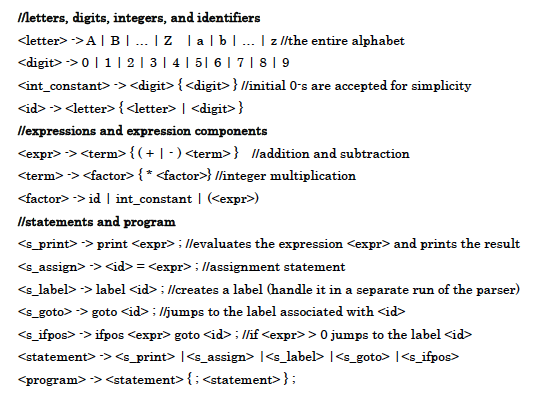 //letters, digits, integers, and identifiers
<letter> -> A | B | ... | Z | a | b | ... | z //the entire alphabet
<digit> -> 0 | 1 | 2 | 3 | 4 | 5| 6 | 7 | 8 | 9
<int_constant> -> <digit> { <digit> } //initial 0-s are accepted for simplicity
<id> -> <letter> { <letter> | <digit> }
//expressions and expression components
<expr> -> <term> { ( + | - ) <term> } //addition and subtraction
<term> -> <factor> { * <factor>} //integer multiplication
<factor> -> id | int_constant | (<expr>)
//statements and program
<s_print> -> print <expr> ; //evaluates the expression <expr> and prints the result
<s_assign> -> <id> = <expr> ; //assignment statement
<s_label> -> label <id> ; //creates a label (handle it in a separate run of the parser)
<s_goto> -> goto <id> ; //jumps to the label associated with <id>
<s_ifpos> -> ifpos <expr> goto <id> ; //if <expr> > 0 jumps to the label <id>
<statement> -> <s_print> |<s_assign> |<s_label> |<s_goto> |<s_ifpos>
<program> -> <statement> { ; <statement> } ;